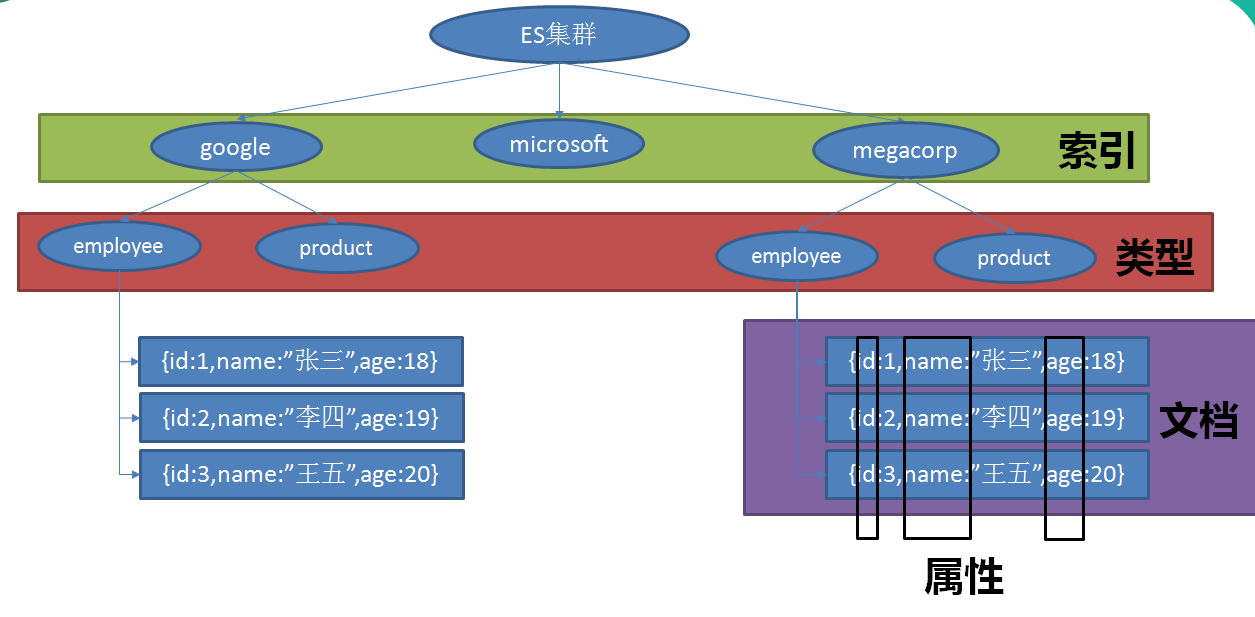 ES集群
google
microsoft
megacorp
索引
employee
product
employee
product
类型
{id:1,name:”张三”,age:18}
{id:2,name:”李四”,age:19}
{id:3,name:”王五”,age:20}
{id:1,name:”张三”,age:18}
{id:2,name:”李四”,age:19}
{id:3,name:”王五”,age:20}
文档
属性